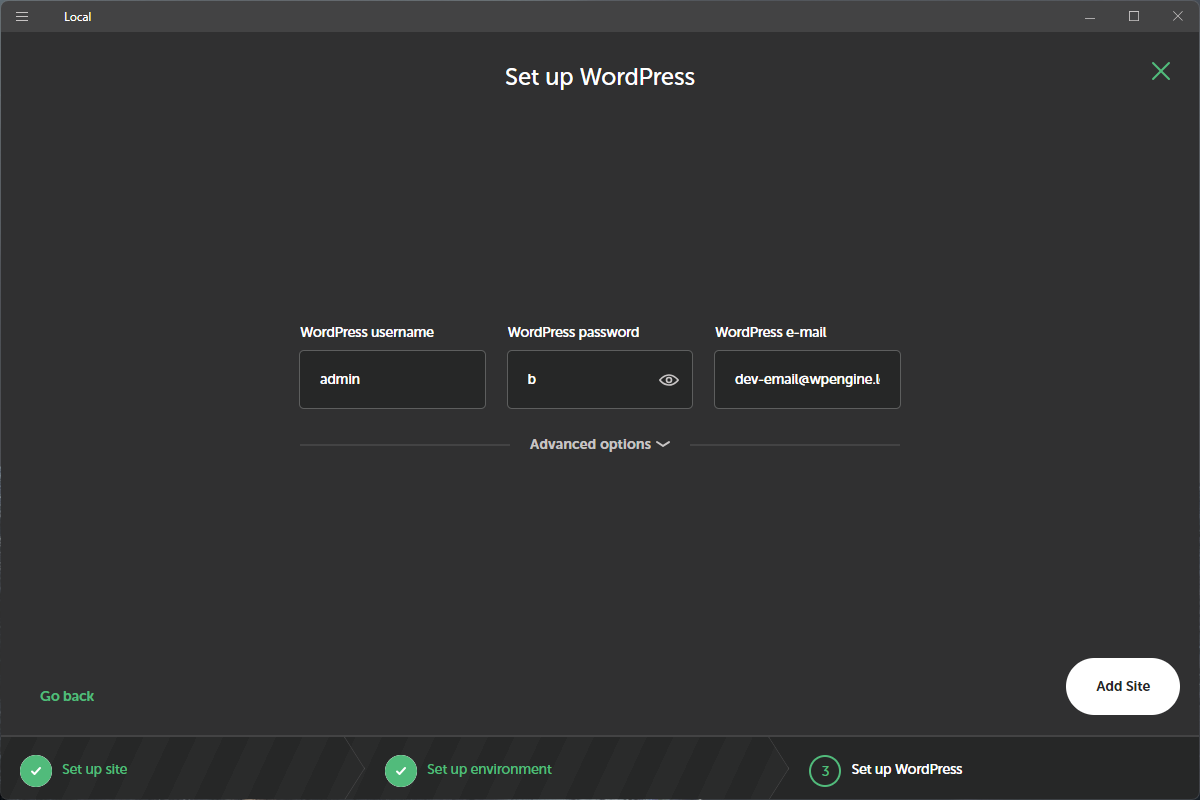 Local
Set up WordPress
WordPress username WordPress password WordPress e-mail
admin b dev-email@wpengine.l
Advanced options
Go back
Add Site
Set up site Set up environment 3 Set up WordPress